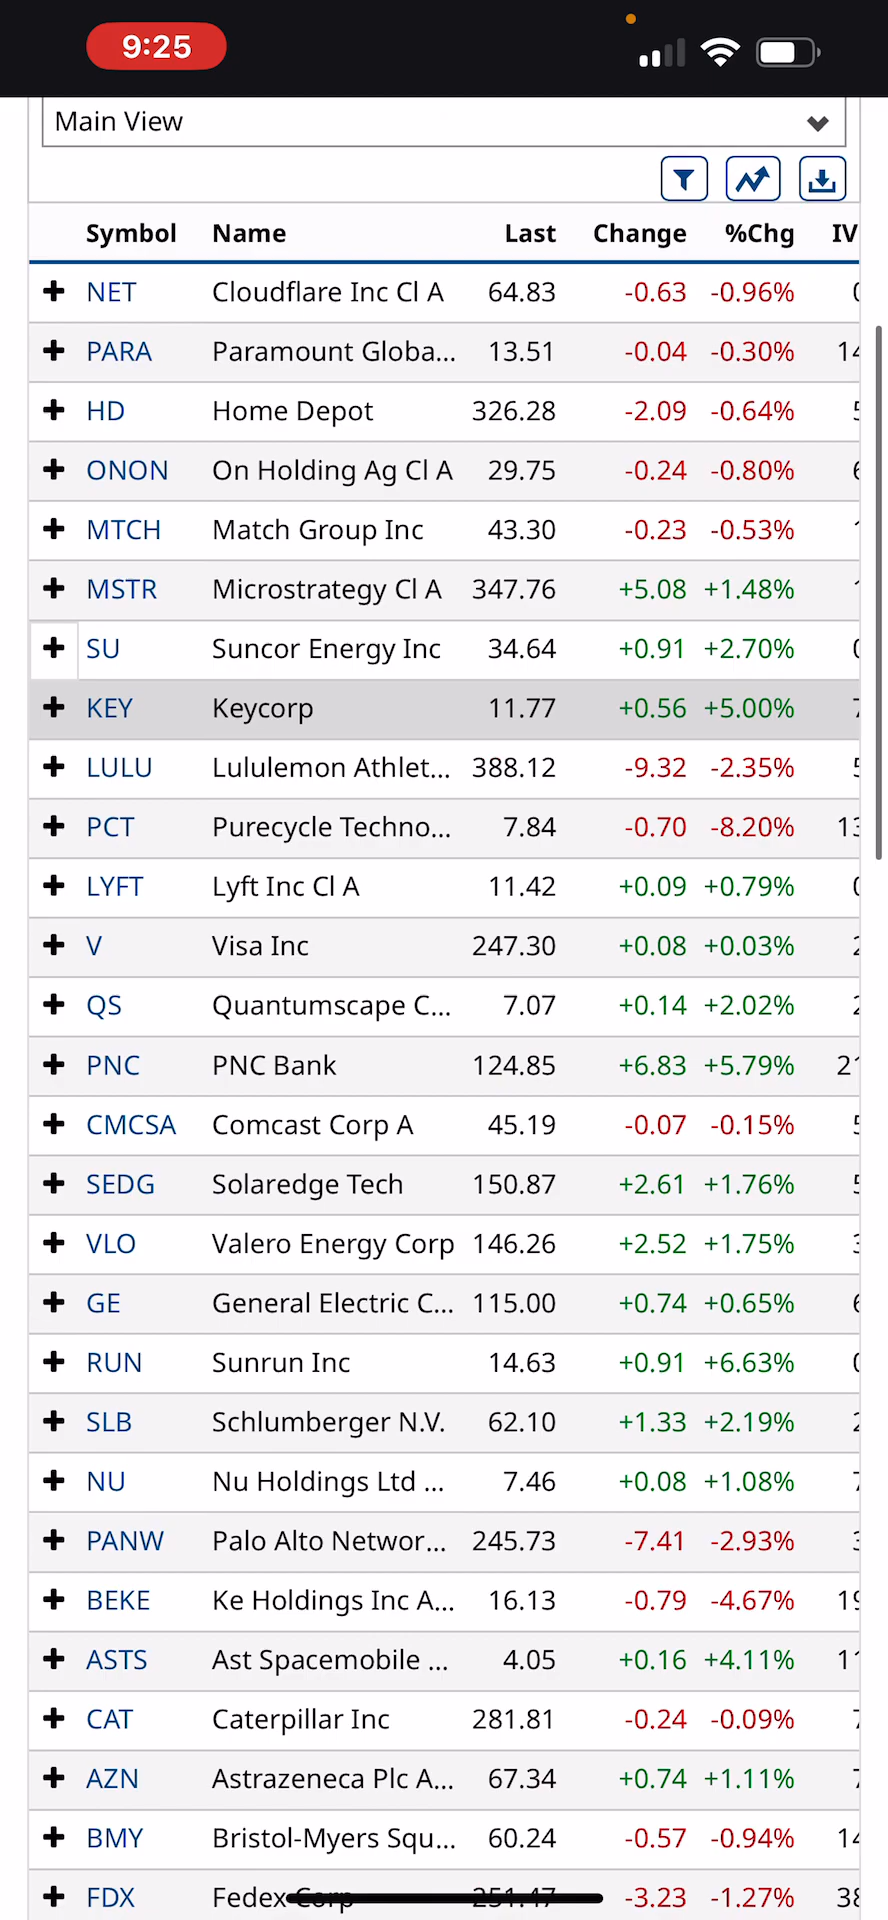 9:25
Main View
Symbol Name Last Change %Chg IV
NET Cloudflare Inc Cl A 64.83 -0.63 -0.96%
PARA Paramount Globa... 13.51 -0.04 -0.30% 14
HD Home Depot 326.28 -2.09 -0.64%
ONON On Holding Ag Cl A 29.75 -0.24 -0.80%
MTCH Match Group Inc 43.30 -0.23 -0.53%
MSTR Microstrategy Cl A 347.76 +5.08 +1.48%
SU Suncor Energy Inc 34.64 +0.91 +2.70%
KEY Keycorp 11.77 +0.56 +5.00%
LULU Lululemon Athlet... 388.12 -9.32 -2.35%
PCT Purecycle Techno... 7.84 -0.70 -8.20% 13
LYFT Lyft Inc Cl A 11.42 +0.09 +0.79%
V Visa Inc 247.30 +0.08 +0.03%
QS Quantumscape C... 7.07 +0.14 +2.02%
PNC PNC Bank 124.85 +6.83 +5.79% 21
CMCSA Comcast Corp A 45.19 -0.07 -0.15%
SEDG Solaredge Tech 150.87 +2.61 +1.76%
VLO Valero Energy Corp 146.26 +2.52 +1.75%
GE General Electric C... 115.00 +0.74 +0.65%
RUN Sunrun Inc 14.63 +0.91 +6.63%
SLB Schlumberger N.V. 62.10 +1.33 +2.19%
NU Nu Holdings Ltd ... 7.46 +0.08 +1.08%
PANW Palo Alto Networ... 245.73 -7.41 -2.93%
BEKE Ke Holdings Inc A... 16.13 -0.79 -4.67% 19
ASTS Ast Spacemobile ... 4.05 +0.16 +4.11% 11
CAT Caterpillar Inc 281.81 -0.24 -0.09%
AZN Astrazeneca Plc A... 67.34 +0.74 +1.11%
BMY Bristol-Myers Squ... 60.24 -0.57 -0.94% 14
FDX Fedex Corp 251.47 -3.23 -1.27% 38